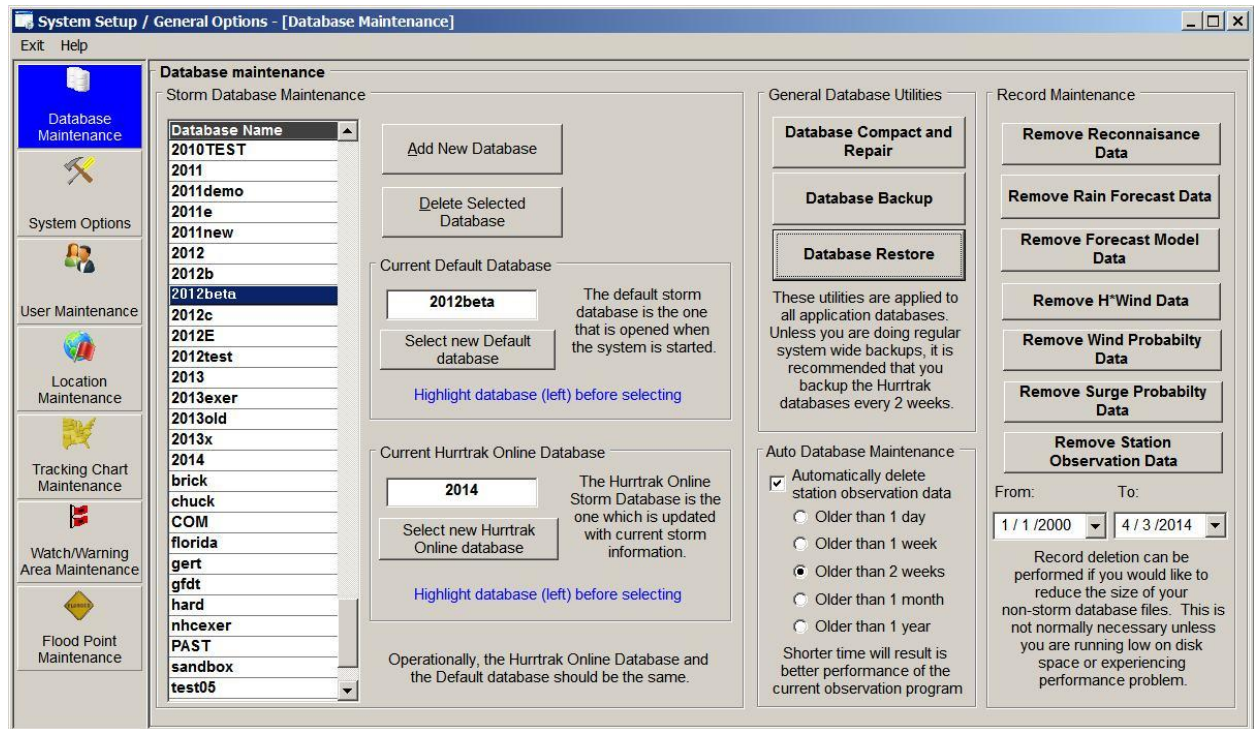 System Setup / General Options - [Database Maintenance]
Exit Help
Database
Maintenance
System Options
User Maintenance
Location
Maintenance
Tracking Chart
Maintenance
Watch/Warning
Area Maintenance
Flood Point
Maintenance
Database maintenance
Storm Database Maintenance
Database Name
2010TEST
2011
2011demo
2011e
2011new
2012
2012b
2012beta
2012c
2012E
2012test
2013
2013exer
2013old
2013x
2014
brick
chuck
COM
florida
gert
gfdt
hard
nhcexer
PAST
sandbox
test05
Add New Database
Delete Selected
Database
Current Default Database
2012beta
Select new Default
database
The default storm
database is the one
that is opened when
the system is started.
Highlight database (left) before selecting
Current Hurrtrak Online Database
2014
Select new Hurrtrak
Online database
The Hurrtrak Online
Storm Database is the
one which is updated
with current storm
information.
Highlight database (left) before selecting
Operationally, the Hurrtrak Online Database and
the Default database should be the same.
General Database Utilities
Database Compact and
Repair
Database Backup
Database Restore
These utilities are applied to
all application databases.
Unless you are doing regular
system wide backups, it is
recommended that you
backup the Hurrtrak
databases every 2 weeks.
Auto Database Maintenance
Automatically delete
station observation data
Older than 1 day
Older than 1 week
Older than 2 weeks
Older than 1 month
Older than 1 year
Shorter time will result is
better performance of the
current observation program
Record Maintenance
Remove Reconnaisance
Data
Remove Rain Forecast Data
Remove Forecast Model
Data
Remove H*Wind Data
Remove Wind Probabilty
Data
Remove Surge Probabilty
Data
Remove Station
Observation Data
From: To:
1 / 1 /2000 4 / 3 /2014
Record deletion can be
performed if you would like to
reduce the size of your
non-storm database files. This is
not normally necessary unless
you are running low on disk
space or experiencing
performance problem.